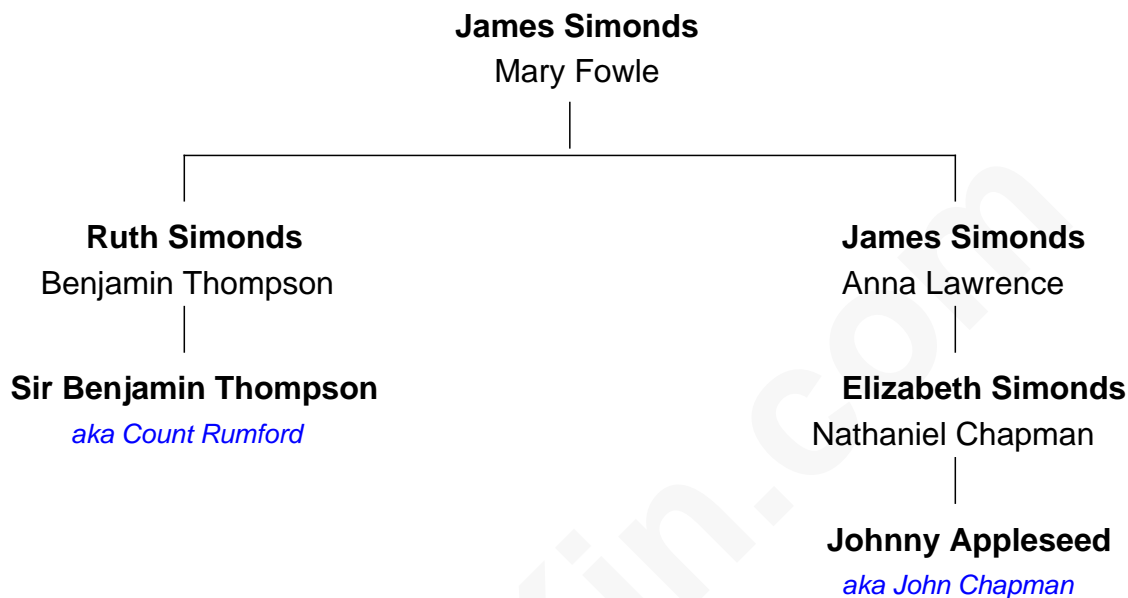 James Simonds
Mary Fowle
Ruth Simonds
Benjamin Thompson
James Simonds
Anna Lawrence
Sir Benjamin Thompson
aka Count Rumford
Elizabeth Simonds
Nathaniel Chapman
Johnny Appleseed
aka John Chapman